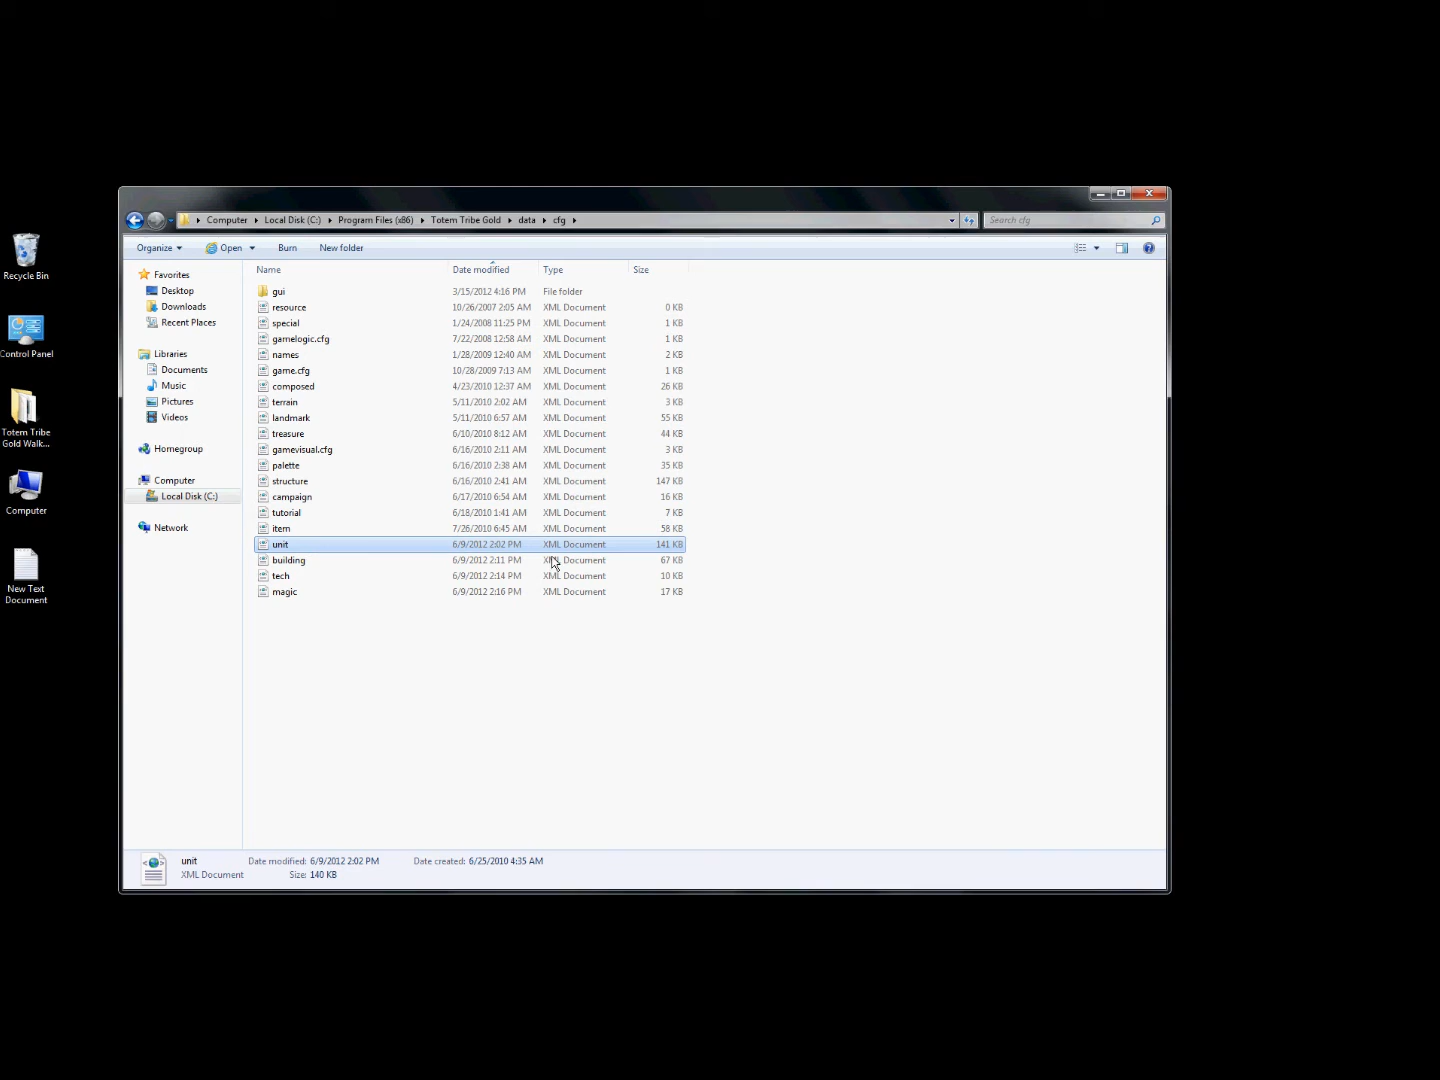 Computer Local Disk (C:) Program Files (x86) Totem Tribe Gold data cfg Search cfg
Organize Open Burn New folder
Name Date modified Type Size
Favorites
Desktop
Downloads
Recent Places
Libraries
Documents
Music
Pictures
Videos
Homegroup
Computer
Local Disk (C:)
Network
gui 3/15/2012 4:16 PM File folder
resource 10/26/2007 2:05 AM XML Document 0 KB
special 1/24/2008 11:25 PM XML Document 1 KB
gamelogic.cfg 7/22/2008 12:58 AM XML Document 1 KB
names 1/28/2009 12:40 AM XML Document 2 KB
game.cfg 10/28/2009 7:13 AM XML Document 1 KB
composed 4/23/2010 12:37 AM XML Document 26 KB
terrain 5/11/2010 2:02 AM XML Document 3 KB
landmark 5/11/2010 6:57 AM XML Document 55 KB
treasure 6/10/2010 8:12 AM XML Document 44 KB
gamevisual.cfg 6/16/2010 2:11 AM XML Document 3 KB
palette 6/16/2010 2:38 AM XML Document 35 KB
structure 6/16/2010 2:41 AM XML Document 147 KB
campaign 6/17/2010 6:54 AM XML Document 16 KB
tutorial 6/18/2010 1:41 AM XML Document 7 KB
item 7/26/2010 6:45 AM XML Document 58 KB
unit 6/9/2012 2:02 PM XML Document 141 KB
building 6/9/2012 2:11 PM XML Document 67 KB
tech 6/9/2012 2:14 PM XML Document 10 KB
magic 6/9/2012 2:16 PM XML Document 17 KB
unit Date modified: 6/9/2012 2:02 PM Date created: 6/25/2010 4:35 AM
XML Document Size: 140 KB
Recycle Bin
Control Panel
Totem Tribe
Gold Walk...
Computer
New Text
Document